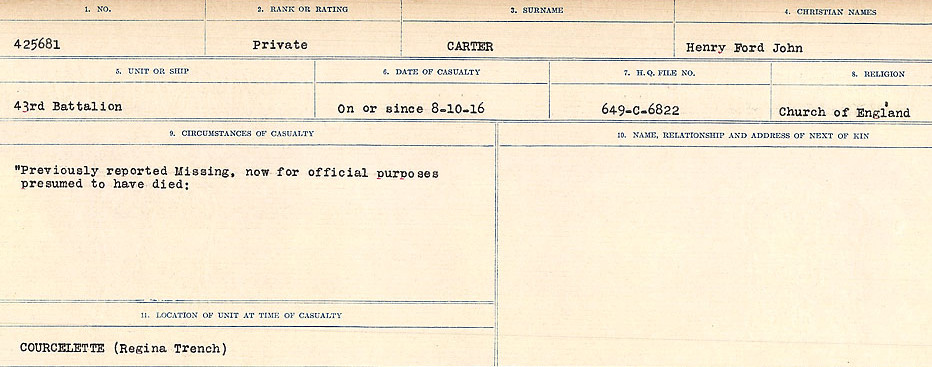 1. NO.
2. RANK OR RATING
3. SURNAME
4. CHRISTIAN NAMES
425681
Private
CARTER
Henry Ford John
5. UNIT OR SHIP
6. DATE OF CASUALTY
7. H.Q. FILE NO.
8. RELIGION
43rd Battalion
On or since 8-10-16
649-C-6822
Church of England
9. CIRCUMSTANCES OF CASUALTY
10. NAME, RELATIONSHIP AND ADDRESS OF NEXT OF KIN
"Previously reported Missing, now for official purposes
presumed to have died:
11. LOCATION OF UNIT AT TIME OF CASUALTY
COURCELETTE (Regina Trench)